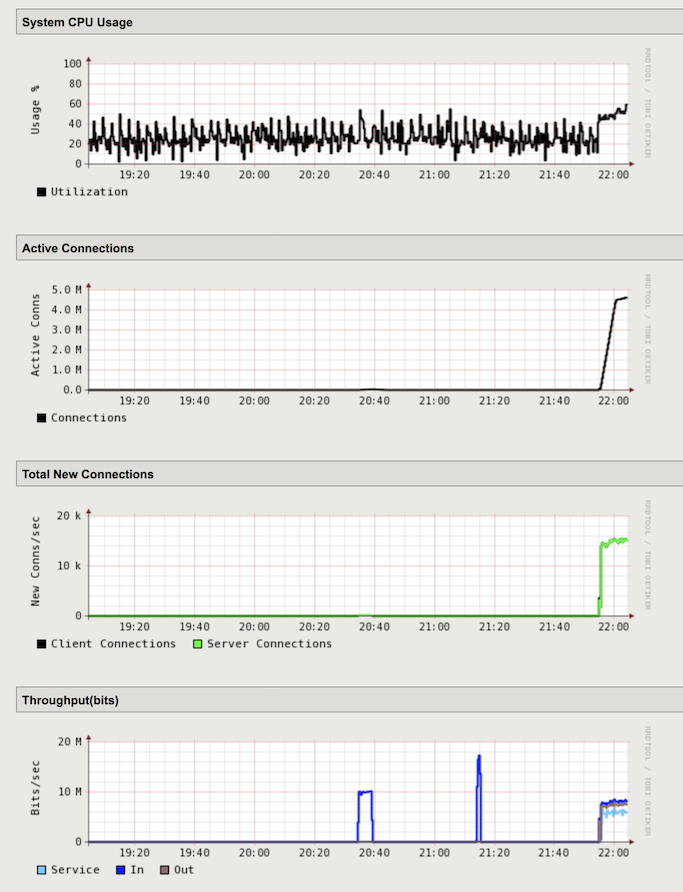 System CPU Usage
100
80
60
40
20
0
Usage %
19:20 19:40 20:00 20:20 20:40 21:00 21:20 21:40 22:00
Utilization
RRDTOOL / TOBI OETIKER
Active Connections
5.0 M
4.0 M
3.0 M
2.0 M
1.0 M
0.0
Active Conns
19:20 19:40 20:00 20:20 20:40 21:00 21:20 21:40 22:00
Connections
RRDTOOL / TOBI OETIKER
Total New Connections
20 k
10 k
0
New Conns/sec
19:20 19:40 20:00 20:20 20:40 21:00 21:20 21:40 22:00
Client Connections Server Connections
RRDTOOL / TOBI OETIKER
Throughput(bits)
20 M
10 M
0
Bits/sec
19:20 19:40 20:00 20:20 20:40 21:00 21:20 21:40 22:00
Service In Out
RRDTOOL / TOBI OETIKER